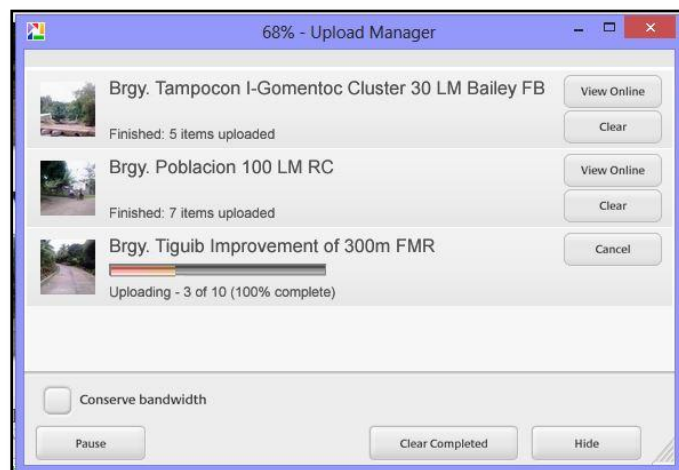 68% - Upload Manager
Brgy. Tampocon I-Gomentoc Cluster 30 LM Bailey FB
View Online
Finished: 5 items uploaded
Clear
Brgy. Poblacion 100 LM RC
View Online
Finished: 7 items uploaded
Clear
Brgy. Tiguib Improvement of 300m FMR
Cancel
Uploading - 3 of 10 (100% complete)
Conserve bandwidth
Pause
Clear Completed
Hide